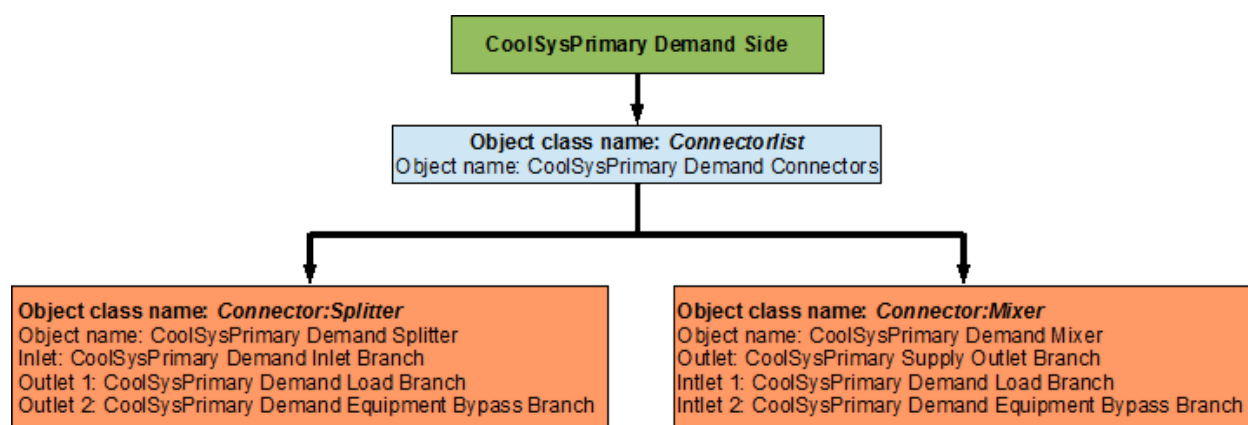 CoolSysPrimary Demand Side
Object class name: Connectorlist
Object name: CoolSysPrimary Demand Connectors
Object class name: Connector:Splitter
Object name: CoolSysPrimary Demand Splitter
Inlet: CoolSysPrimary Demand Inlet Branch
Outlet 1: CoolSysPrimary Demand Load Branch
Outlet 2: CoolSysPrimary Demand Equipment Bypass Branch
Object class name: Connector:Mixer
Object name: CoolSysPrimary Demand Mixer
Outlet: CoolSysPrimary Supply Outlet Branch
Intlet 1: CoolSysPrimary Demand Load Branch
Intlet 2: CoolSysPrimary Demand Equipment Bypass Branch